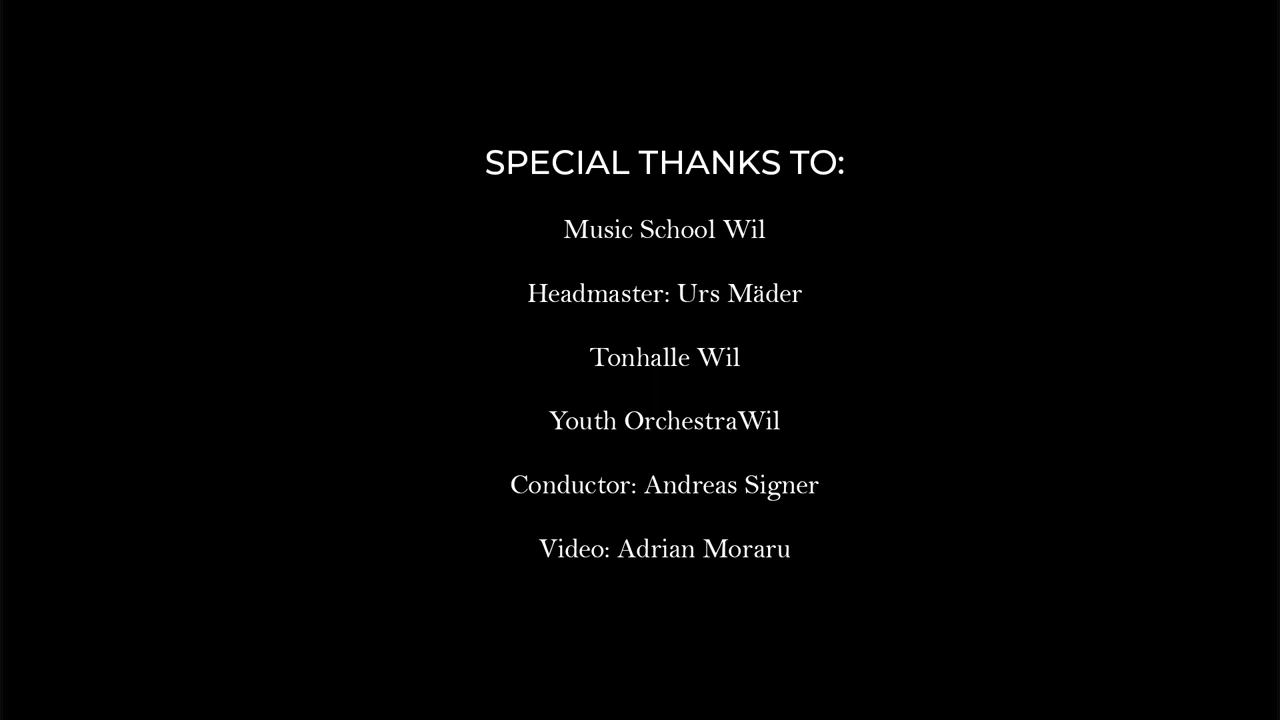 SPECIAL THANKS TO:
Music School Wil
Headmaster: Urs Mäder
Tonhalle Wil
Youth OrchestraWil
Conductor: Andreas Signer
Video: Adrian Moraru